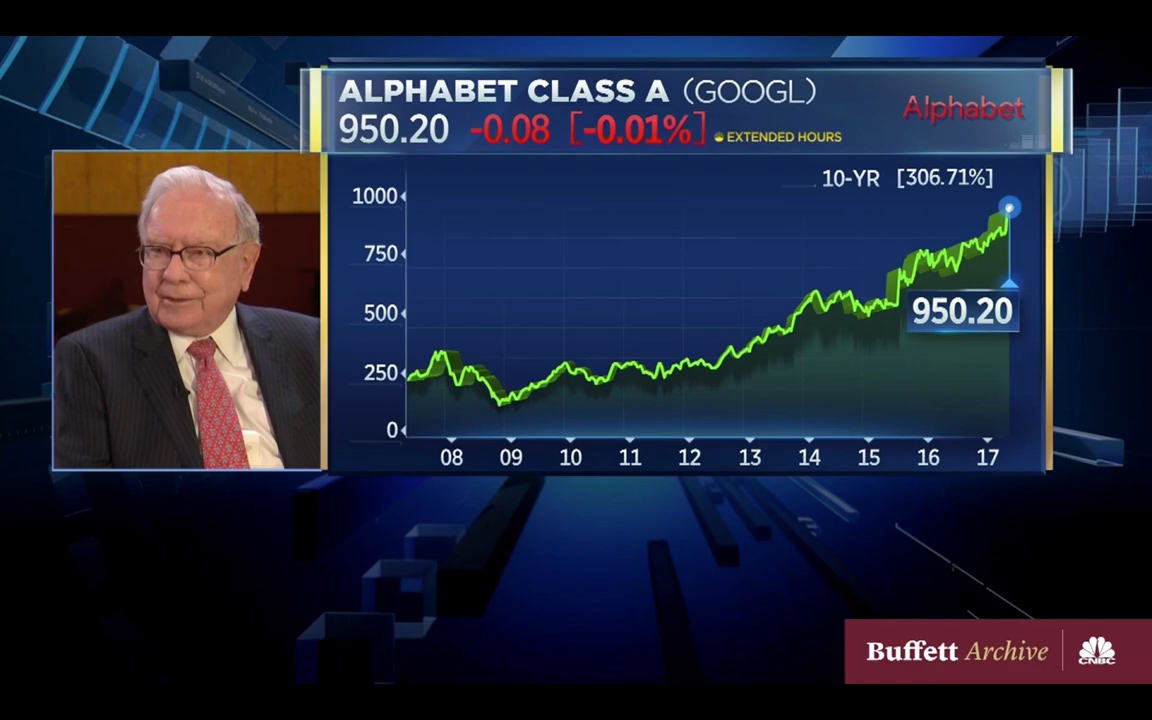 ALPHABET CLASS A (GOOGL)
950.20 -0.08 [-0.01%] EXTENDED HOURS
Alphabet
10-YR [306.71%]
1000
750
500
250
0
950.20
08 09 10 11 12 13 14 15 16 17
Buffett Archive
CNBC